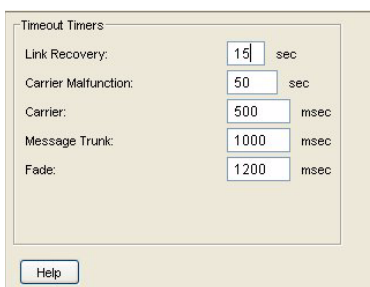 Timeout Timers
Link Recovery: 15 sec
Carrier Malfunction: 50 sec
Carrier: 500 msec
Message Trunk: 1000 msec
Fade: 1200 msec
Help